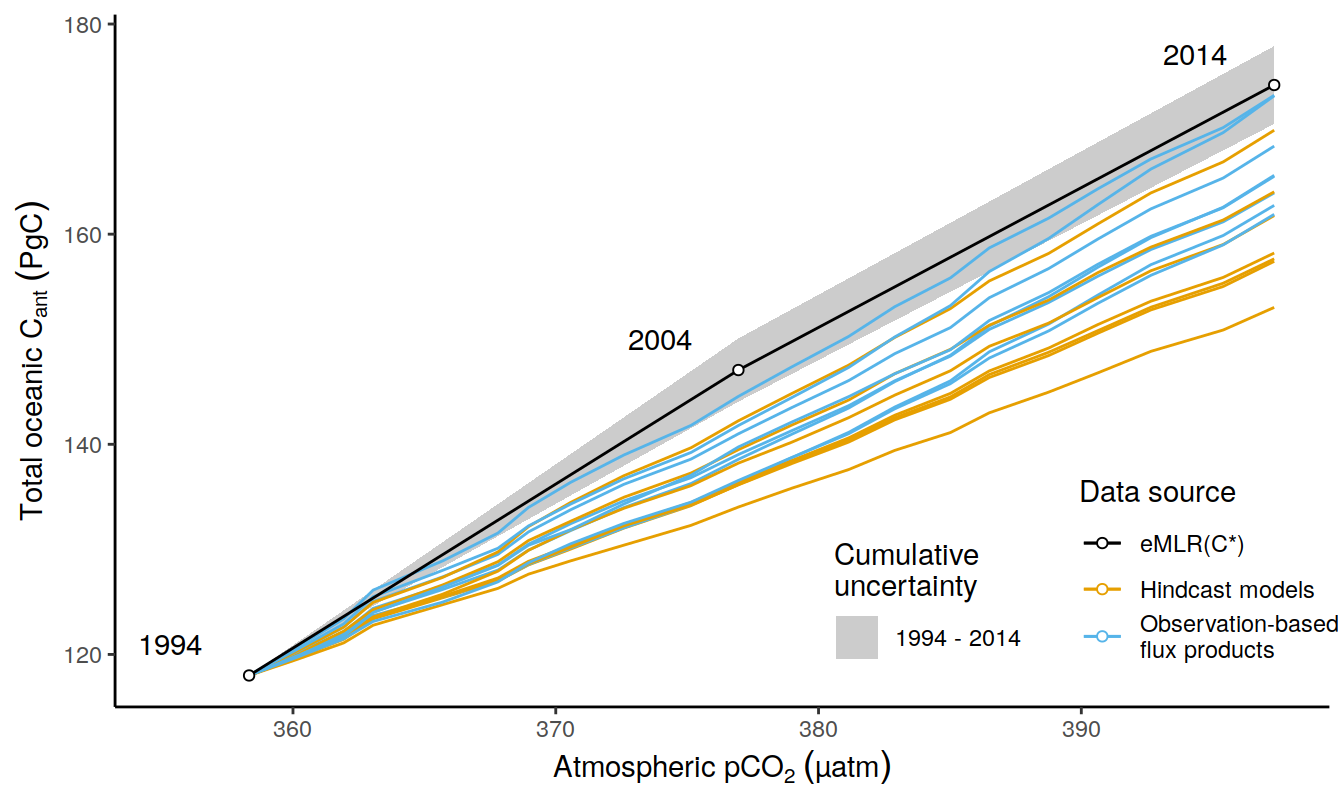 180
160
140
120
Total oceanic Cant (PgC)
2014
2004
1994
Data source
eMLR(C*)
Hindcast models
Observation-based
flux products
Cumulative
uncertainty
1994 - 2014
360
370
380
390
Atmospheric pCO₂ (µatm)